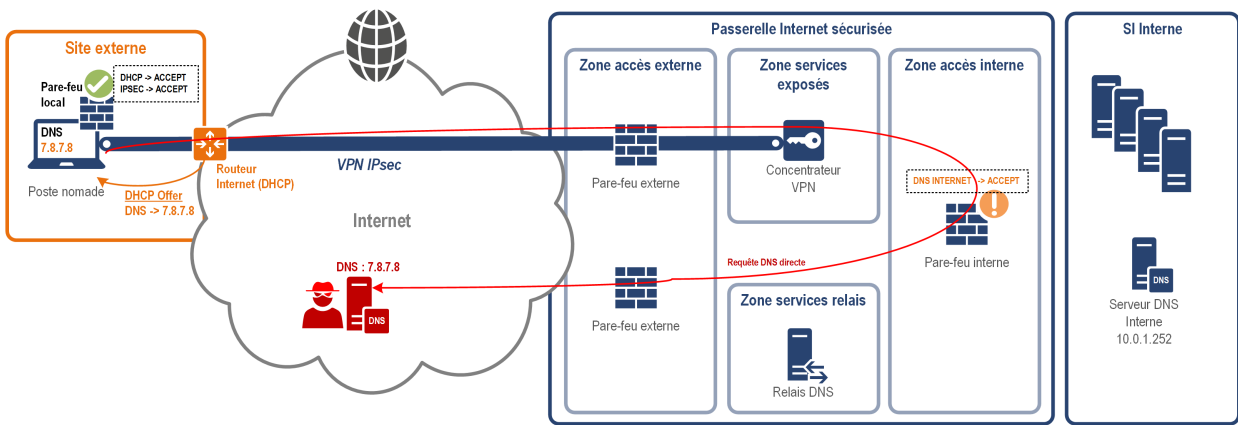 Site externe
Pare-feu
local
DHCP -> ACCEPT
IPSEC -> ACCEPT
DNS
7.8.7.8
Poste nomade
DHCP Offer
DNS -> 7.8.7.8
Routeur
Internet (DHCP)
VPN IPsec
Internet
DNS : 7.8.7.8
DNS
Passerelle Internet sécurisée
Zone accès externe
Pare-feu externe
Pare-feu externe
Zone services
exposés
Concentrateur
VPN
Requête DNS directe
Zone services relais
Relais DNS
Zone accès interne
DNS INTERNET -> ACCEPT
Pare-feu interne
SI Interne
DNS
Serveur DNS
Interne
10.0.1.252